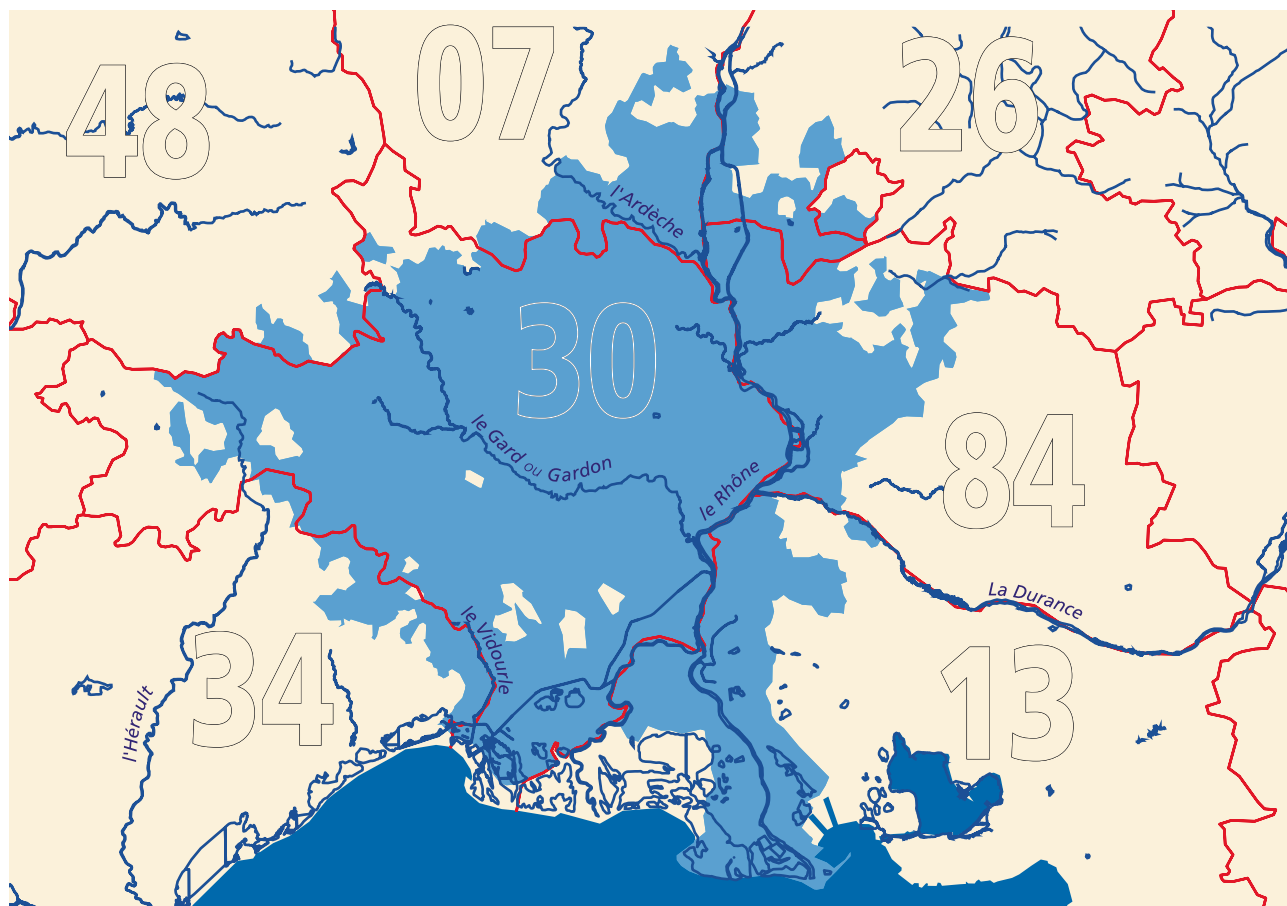 48
07
26
l'Ardèche
30
le Gard ou Gardon
le Rhône
84
La Durance
le Vidourle
34
l'Hérault
13